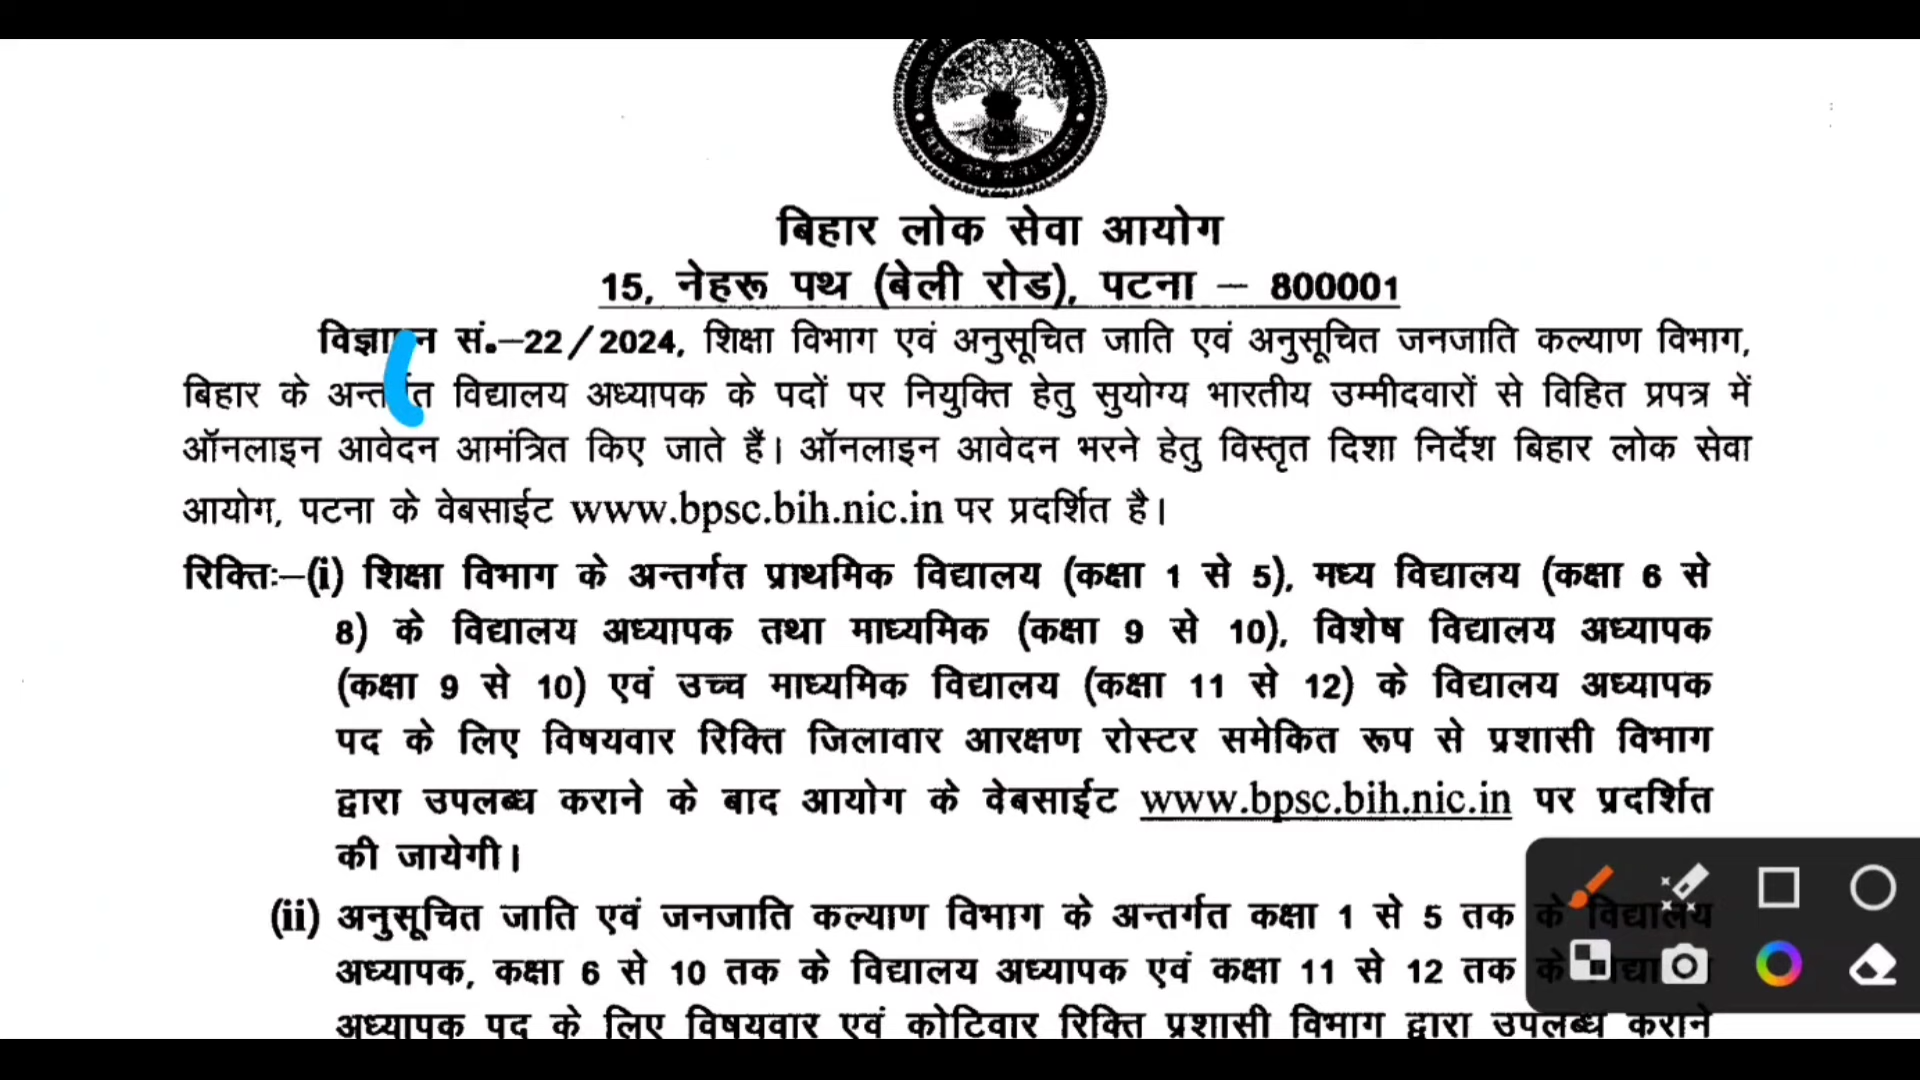 बिहार लोक सेवा आयोग
15, नेहरू पथ (बेली रोड), पटना – 800001
सं.–22/2024, शिक्षा विभाग एवं अनुसूचित जाति एवं अनुसूचित जनजाति कल्याण विभाग,
बिहार के अन्तर्गत विद्यालय अध्यापक के पदों पर नियुक्ति हेतु सुयोग्य भारतीय उम्मीदवारों से विहित प्रपत्र में
ऑनलाइन आवेदन आमंत्रित किए जाते हैं। ऑनलाइन आवेदन भरने हेतु विस्तृत दिशा निर्देश बिहार लोक सेवा
आयोग, पटना के वेबसाईट www.bpsc.bih.nic.in पर प्रदर्शित है।
रिक्तिः–(i) शिक्षा विभाग के अन्तर्गत प्राथमिक विद्यालय (कक्षा 1 से 5), मध्य विद्यालय (कक्षा 6 से
8) के विद्यालय अध्यापक तथा माध्यमिक (कक्षा 9 से 10), विशेष विद्यालय अध्यापक
(कक्षा 9 से 10) एवं उच्च माध्यमिक विद्यालय (कक्षा 11 से 12) के विद्यालय अध्यापक
पद के लिए विषयवार रिक्ति जिलावार आरक्षण रोस्टर समेकित रूप से प्रशासी विभाग
द्वारा उपलब्ध कराने के बाद आयोग के वेबसाईट www.bpsc.bih.nic.in पर प्रदर्शित
की जायेगी।
(ii) अनुसूचित जाति एवं जनजाति कल्याण विभाग के अन्तर्गत कक्षा 1 से 5 तक के विद्यालय
अध्यापक, कक्षा 6 से 10 तक के विद्यालय अध्यापक एवं कक्षा 11 से 12 तक के
अध्यापक पद के लिए विषयवार एवं कोटिवार रिक्ति प्रशासी विभाग द्वारा उपलब्ध कराने